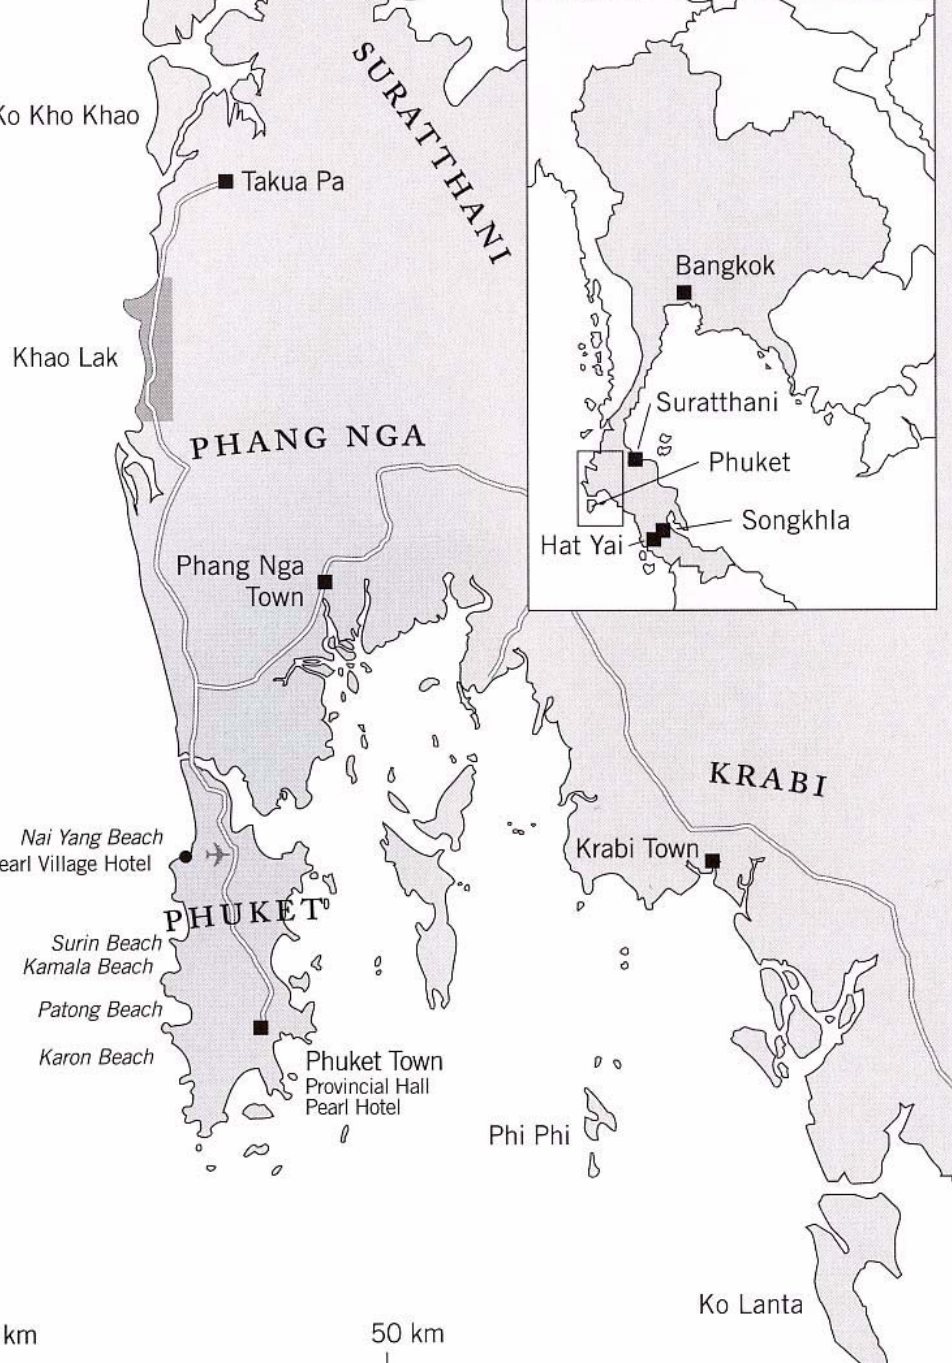 SURATTHANI
Ko Kho Khao
Takua Pa
Khao Lak
PHANG NGA
Phang Nga
Town
Bangkok
Suratthani
Phuket
Songkhla
Hat Yai
KRABI
Krabi Town
Nai Yang Beach
earl Village Hotel
PHUKET
Surin Beach
Kamala Beach
Patong Beach
Karon Beach
Phuket Town
Provincial Hall
Pearl Hotel
Phi Phi
Ko Lanta
km
50 km